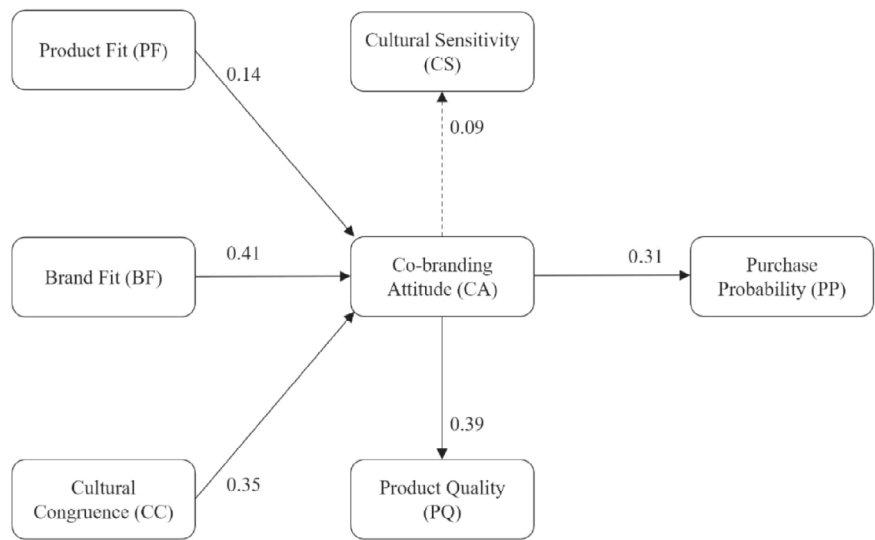 Product Fit (PF)
Cultural Sensitivity
(CS)
0.14
0.09
Brand Fit (BF)
0.41
Co-branding
Attitude (CA)
0.31
Purchase
Probability (PP)
0.39
Cultural
Congruence (CC)
0.35
Product Quality
(PQ)